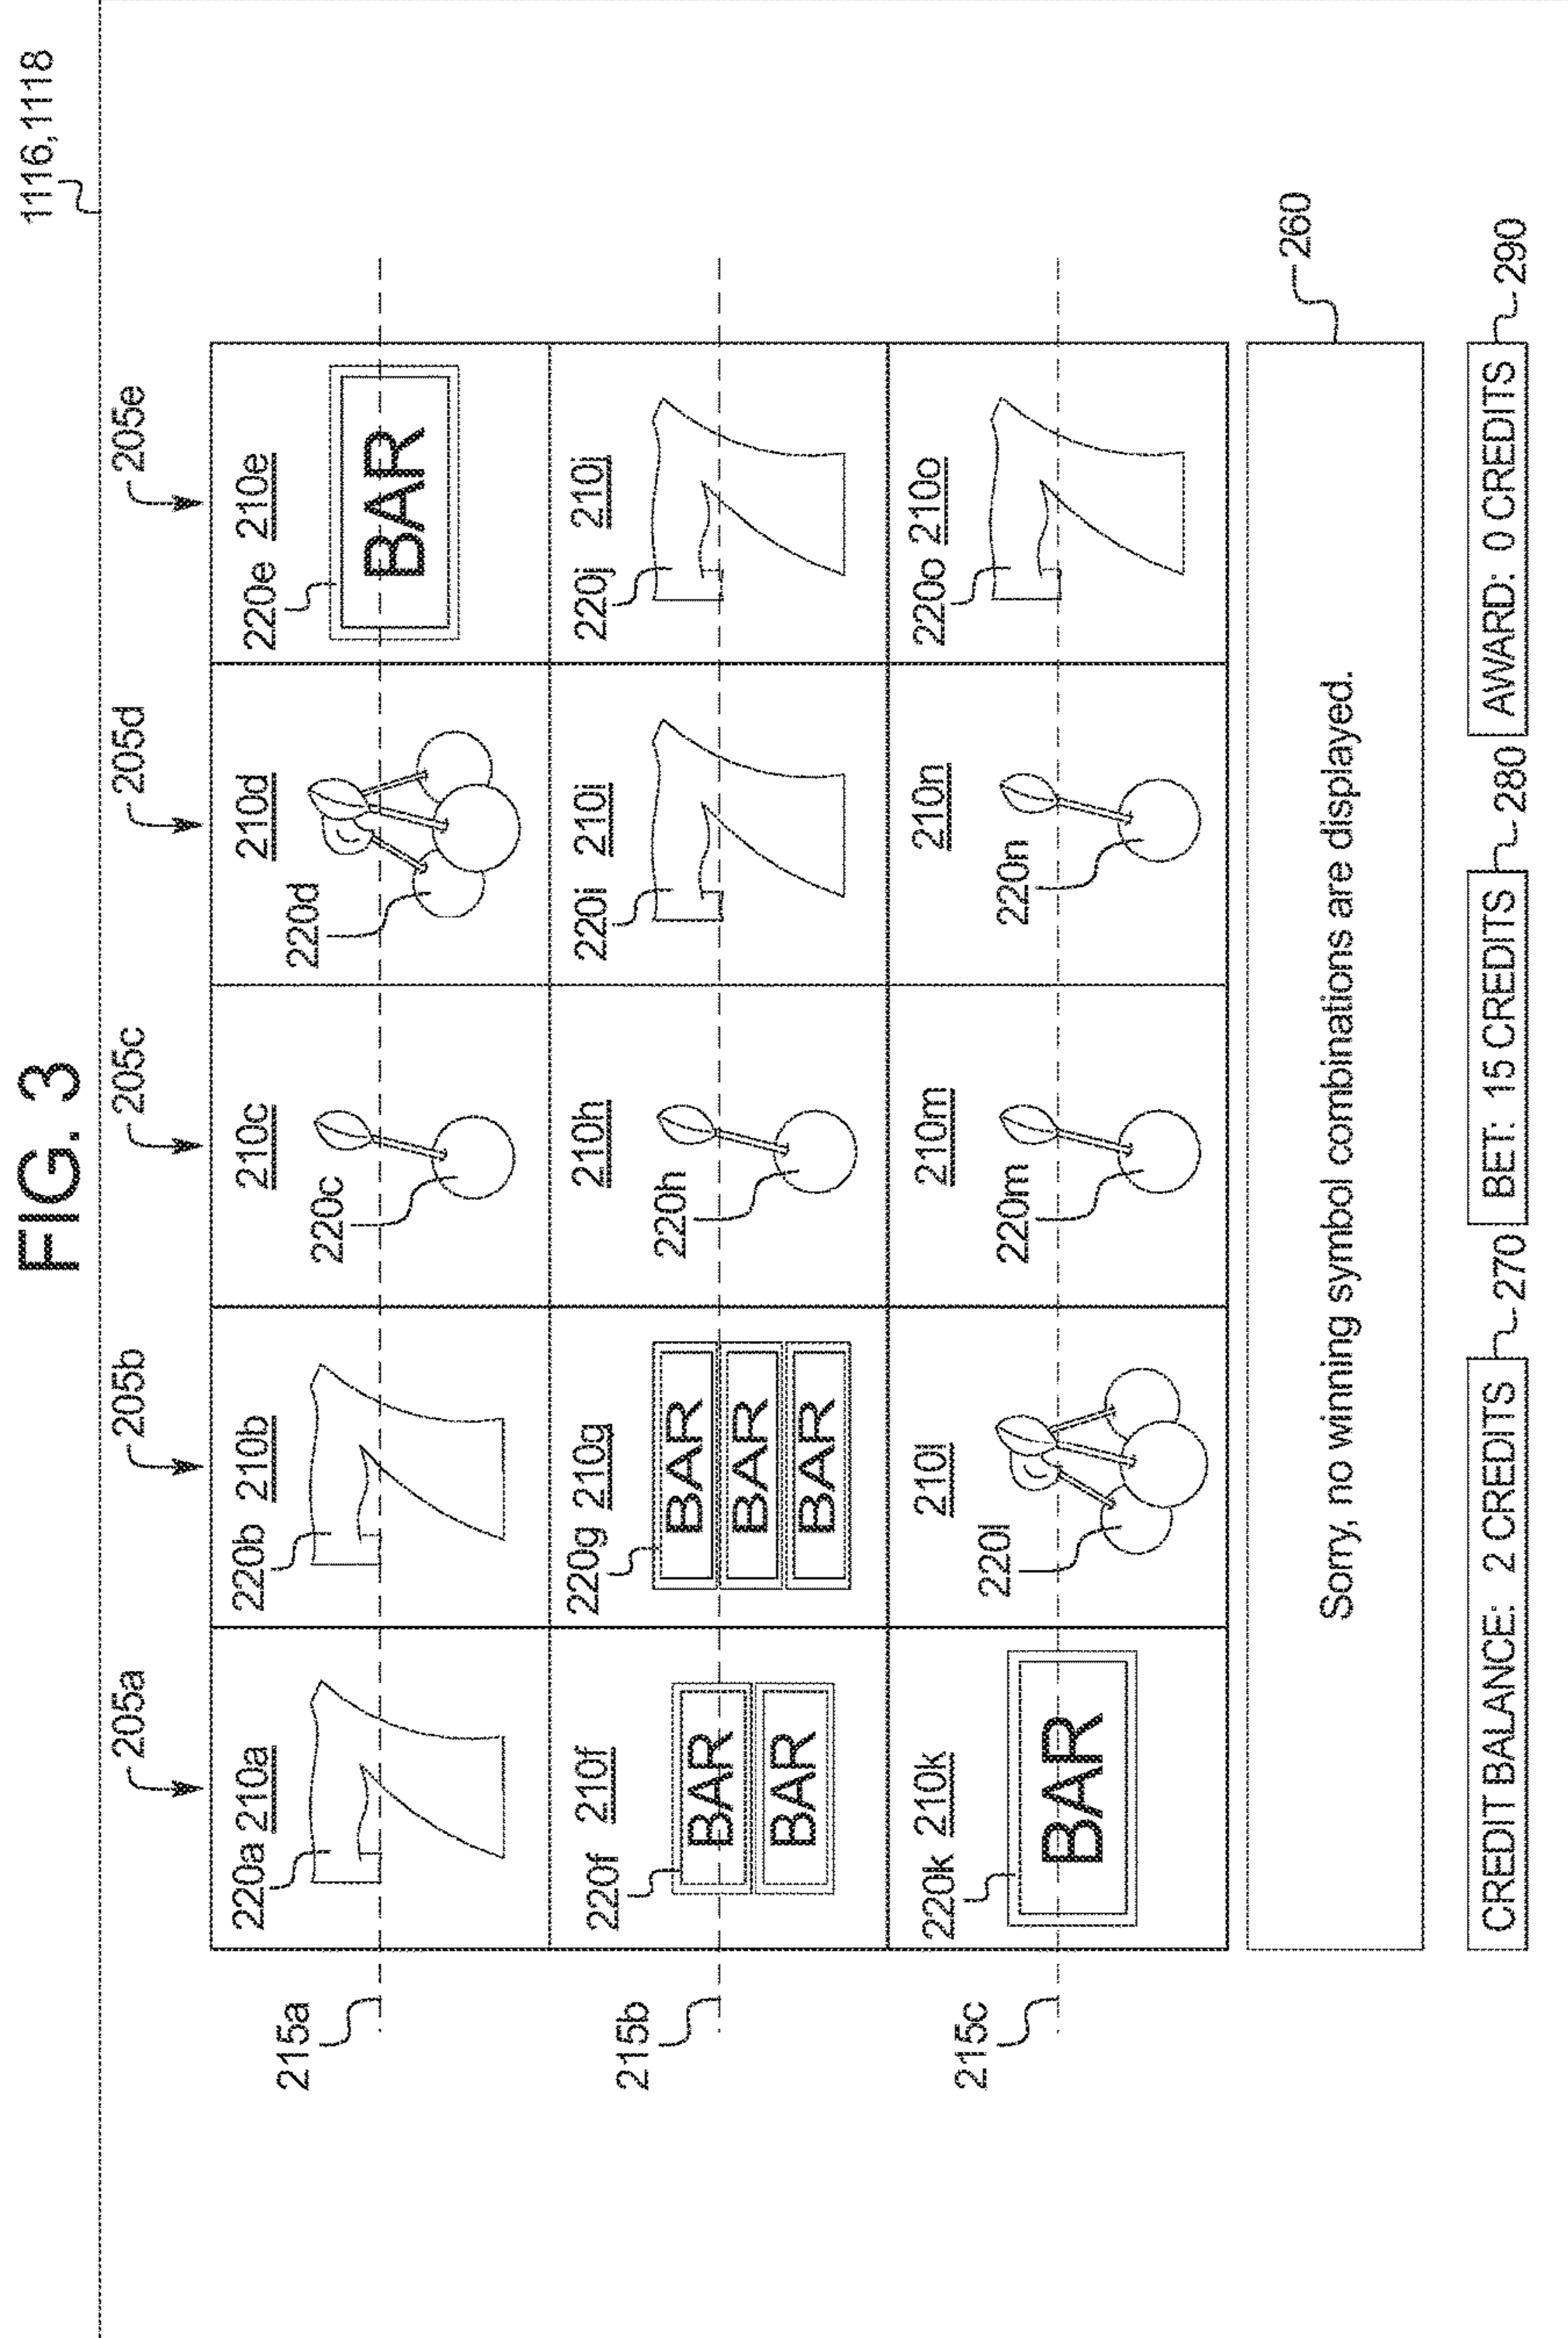 FIG. 3
1116,1118
205a 205b 205c 205d 205e
220a 210a 220b 210b 210c 210d 220e 210e
220c 220d
215a
BAR
220f 210f 220g 210g 210h 220i 210i 220j 210j
220h
215b
BAR
BAR
BAR
BAR
BAR
220k 210k 210l 210m 210n 220o 210o
220l 220m 220n
215c
BAR
260
Sorry, no winning symbol combinations are displayed.
CREDIT BALANCE: 2 CREDITS 270 BET: 15 CREDITS 280 AWARD: 0 CREDITS 290